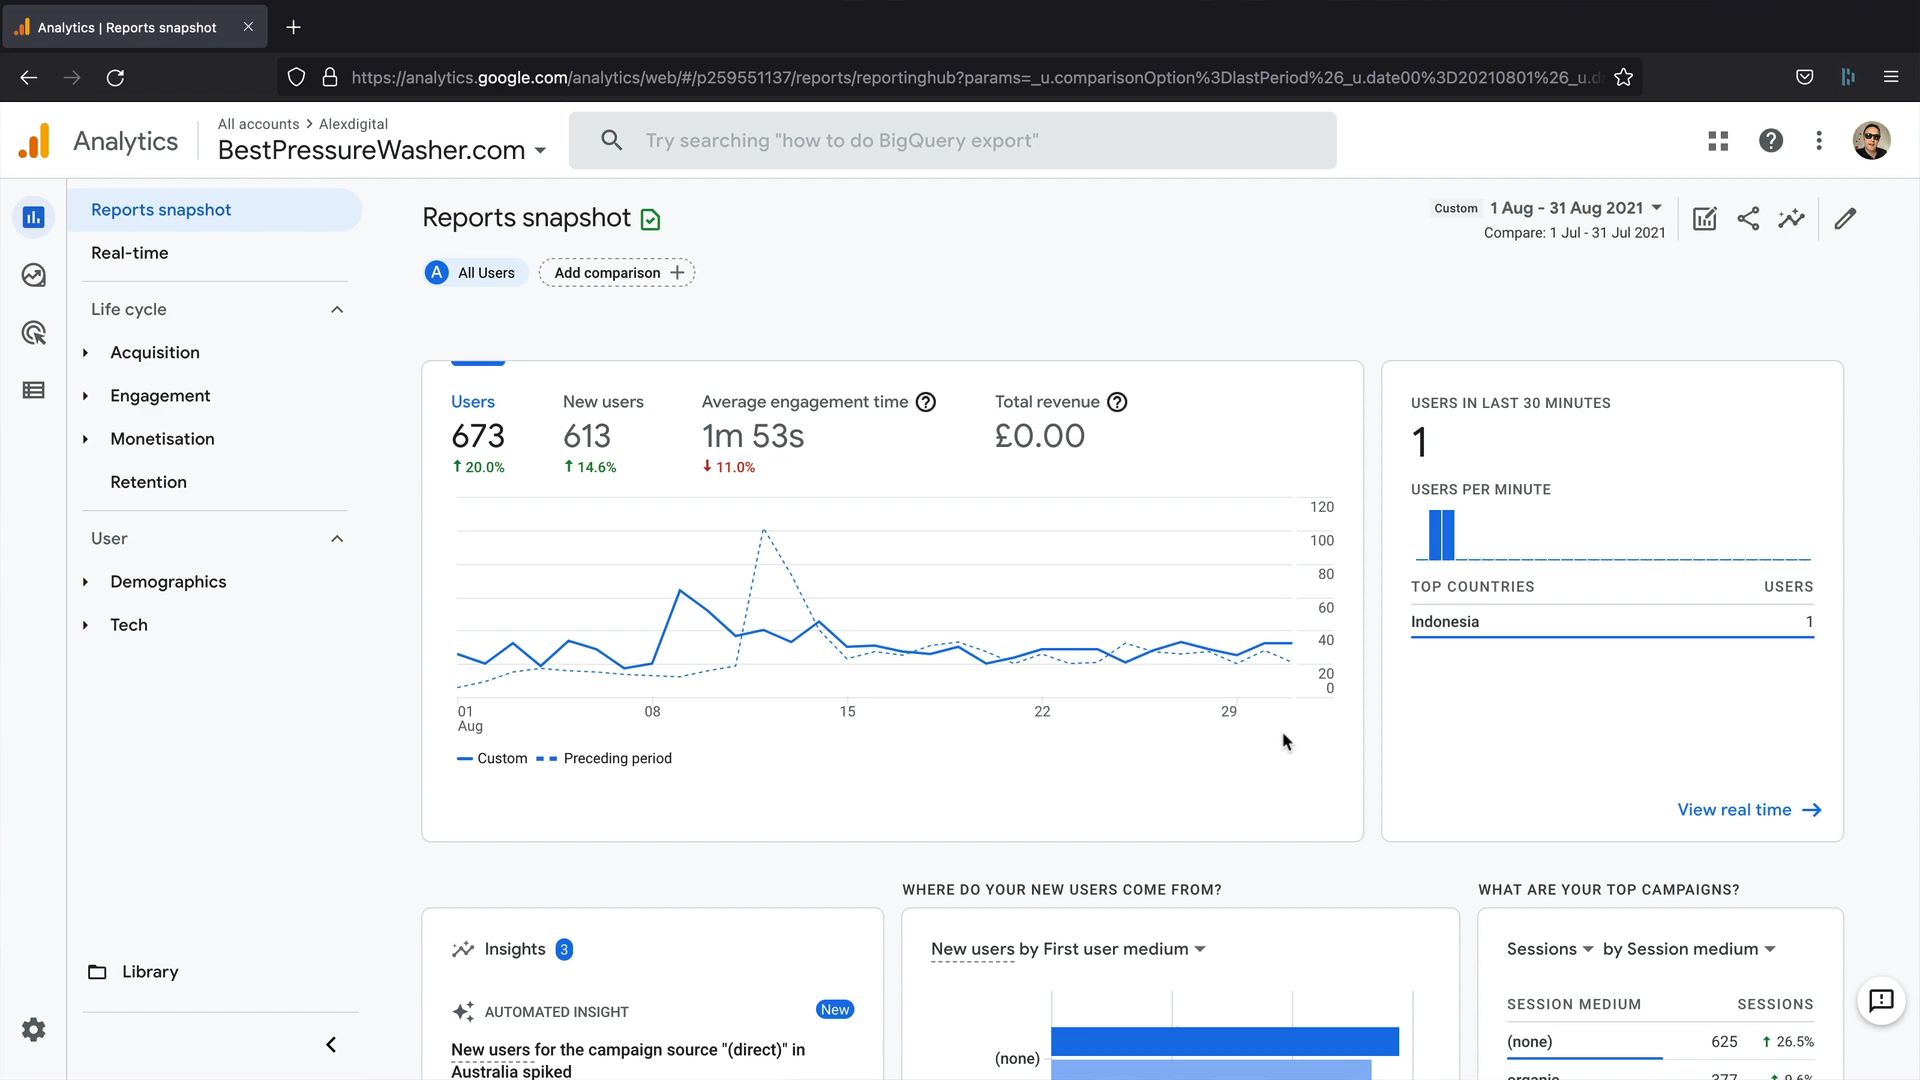 Analytics | Reports snapshot
https://analytics.google.com/analytics/web/#/p259551137/reports/reportinghub?params=_u.comparisonOption%3DlastPeriod%26_u.date00%3D20210801%26_u.d
Analytics
All accounts > Alexdigital
BestPressureWasher.com
Try searching "how to do BigQuery export"
Reports snapshot
Real-time
Life cycle
Acquisition
Engagement
Monetisation
Retention
User
Demographics
Tech
Library
Reports snapshot
Custom 1 Aug - 31 Aug 2021
Compare: 1 Jul - 31 Jul 2021
A All Users
Add comparison +
Users
673
20.0%
New users
613
14.6%
Average engagement time
1m 53s
11.0%
Total revenue
£0.00
120
100
80
60
40
20
0
01
Aug
08
15
22
29
Custom
Preceding period
USERS IN LAST 30 MINUTES
1
USERS PER MINUTE
TOP COUNTRIES USERS
Indonesia 1
View real time
Insights 3
AUTOMATED INSIGHT New
New users for the campaign source "(direct)" in
Australia spiked
WHERE DO YOUR NEW USERS COME FROM?
New users by First user medium
(none)
WHAT ARE YOUR TOP CAMPAIGNS?
Sessions by Session medium
SESSION MEDIUM SESSIONS
(none) 625 26.5%
organic 377 9.6%